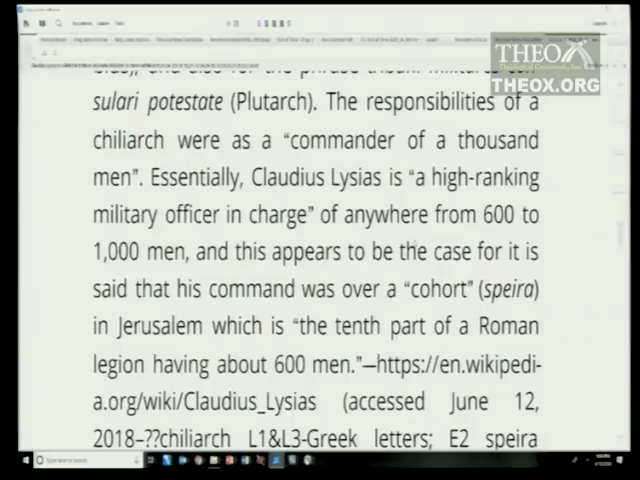 THEOX
THEOX.ORG
sulari potestate (Plutarch). The responsibilities of a
chiliarch were as a “commander of a thousand
men”. Essentially, Claudius Lysias is “a high-ranking
military officer in charge” of anywhere from 600 to
1,000 men, and this appears to be the case for it is
said that his command was over a “cohort” (speira)
in Jerusalem which is “the tenth part of a Roman
legion having about 600 men.”—https://en.wikipedi-
a.org/wiki/Claudius_Lysias (accessed June 12,
2018–??chiliarch L1&L3-Greek letters; E2 speira